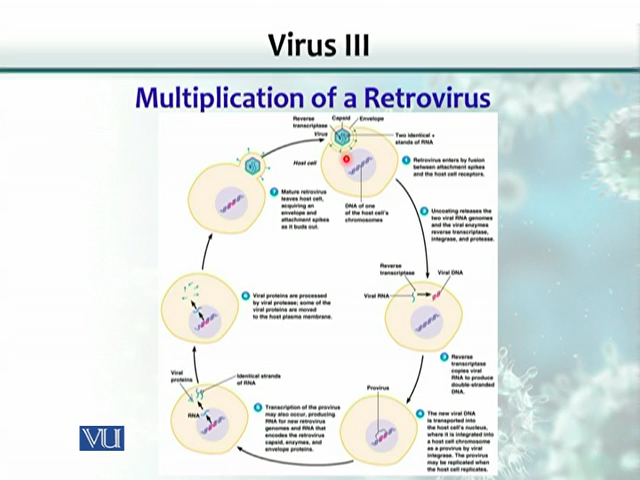 Virus III
Multiplication of a Retrovirus
Reverse
transcriptase
Capsid
Envelope
Virus
Two identical +
stands of RNA
Host cell
1 Retrovirus enters by fusion
between attachment spikes
and the host cell receptors.
DNA of one
of the host cell's
chromosomes
2 Uncoating releases the
two viral RNA genomes
and the viral enzymes
reverse transcriptase,
integrase, and protease.
Reverse
transcriptase
Viral DNA
Viral RNA
3 Reverse
transcriptase
copies viral
RNA to produce
double-stranded
DNA.
Provirus
4 The new viral DNA
is transported
into the host
cell's nucleus,
where it is integrated into
a host cell chromosome
as a provirus by viral
integrase. The provirus
may be replicated when
the host cell replicates.
5 Transcription of the provirus
may also occur, producing
RNA for new retrovirus
genomes and RNA that
encodes the retrovirus
capsid, enzymes, and
envelope proteins.
Viral
proteins
Identical strands
of RNA
RNA
6 Viral proteins are processed
by viral protease; some of the
viral proteins are moved
to the host plasma membrane.
7 Mature retrovirus
leaves host cell,
acquiring an
envelope and
attachment spikes
as it buds out.
VU